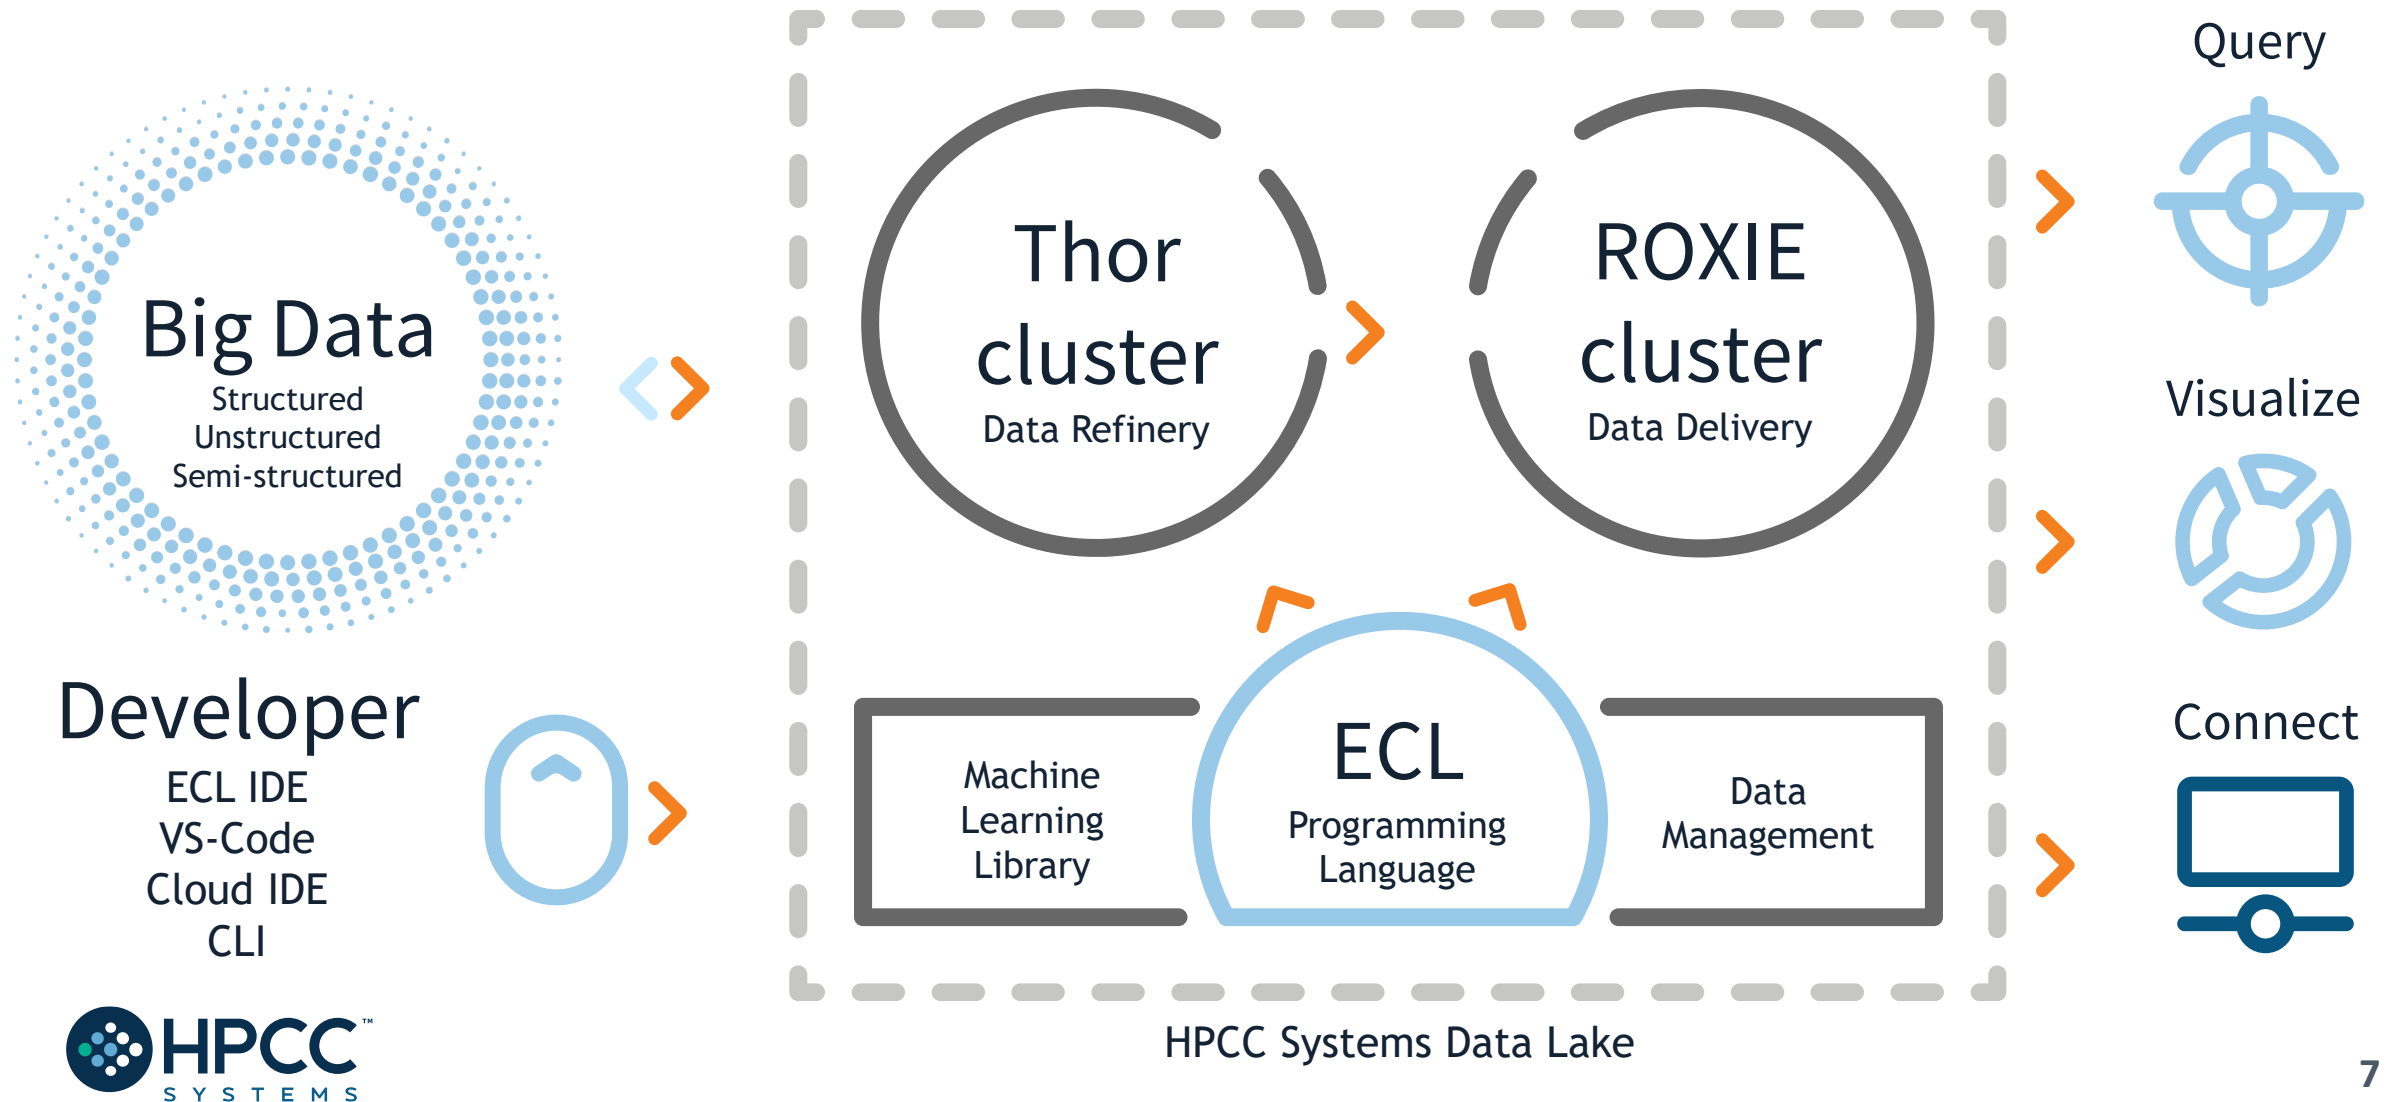 Big Data
Structured
Unstructured
Semi-structured
Developer
ECL IDE
VS-Code
Cloud IDE
CLI
HPCC™
SYSTEMS
Thor
cluster
Data Refinery
ROXIE
cluster
Data Delivery
Machine
Learning
Library
ECL
Programming
Language
Data
Management
HPCC Systems Data Lake
Query
Visualize
Connect
7